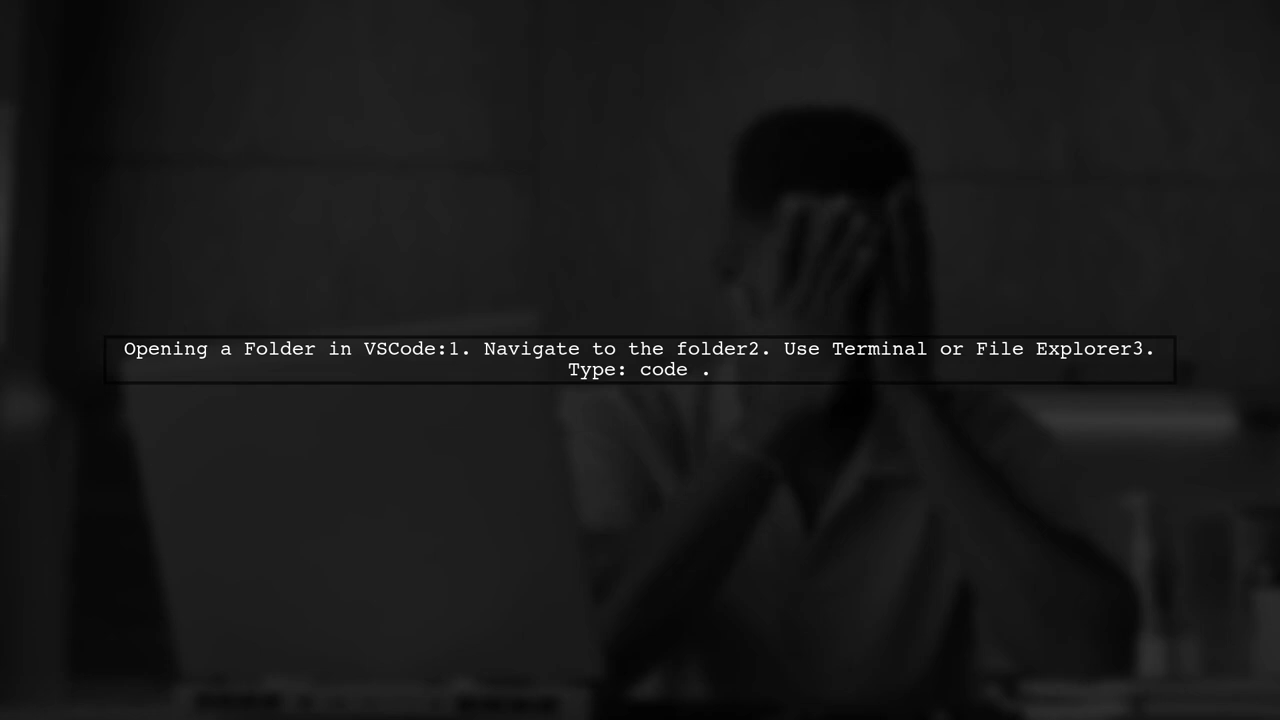 Opening a Folder in VSCode:1. Navigate to the folder2. Use Terminal or File Explorer3.
Type: code .